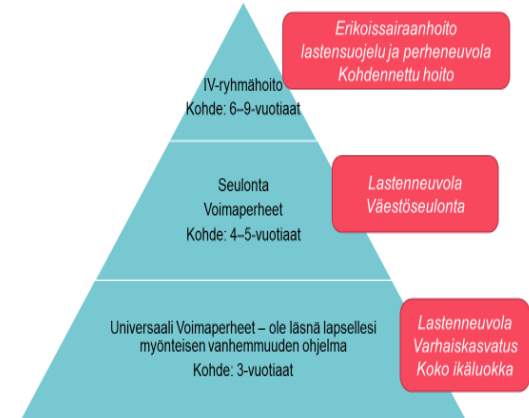 Erikoissairaanhoito
lastensuojelu ja perheneuvola
Kohdennettu hoito
IV-ryhmähoito
Kohde: 6–9-vuotiaat
Seulonta
Voimaperheet
Kohde: 4–5-vuotiaat
Lastenneuvola
Väestöseulonta
Universaali Voimaperheet – ole läsnä lapsellesi
myönteisen vanhemmuuden ohjelma
Kohde: 3-vuotiaat
Lastenneuvola
Varhaiskasvatus
Koko ikäluokka